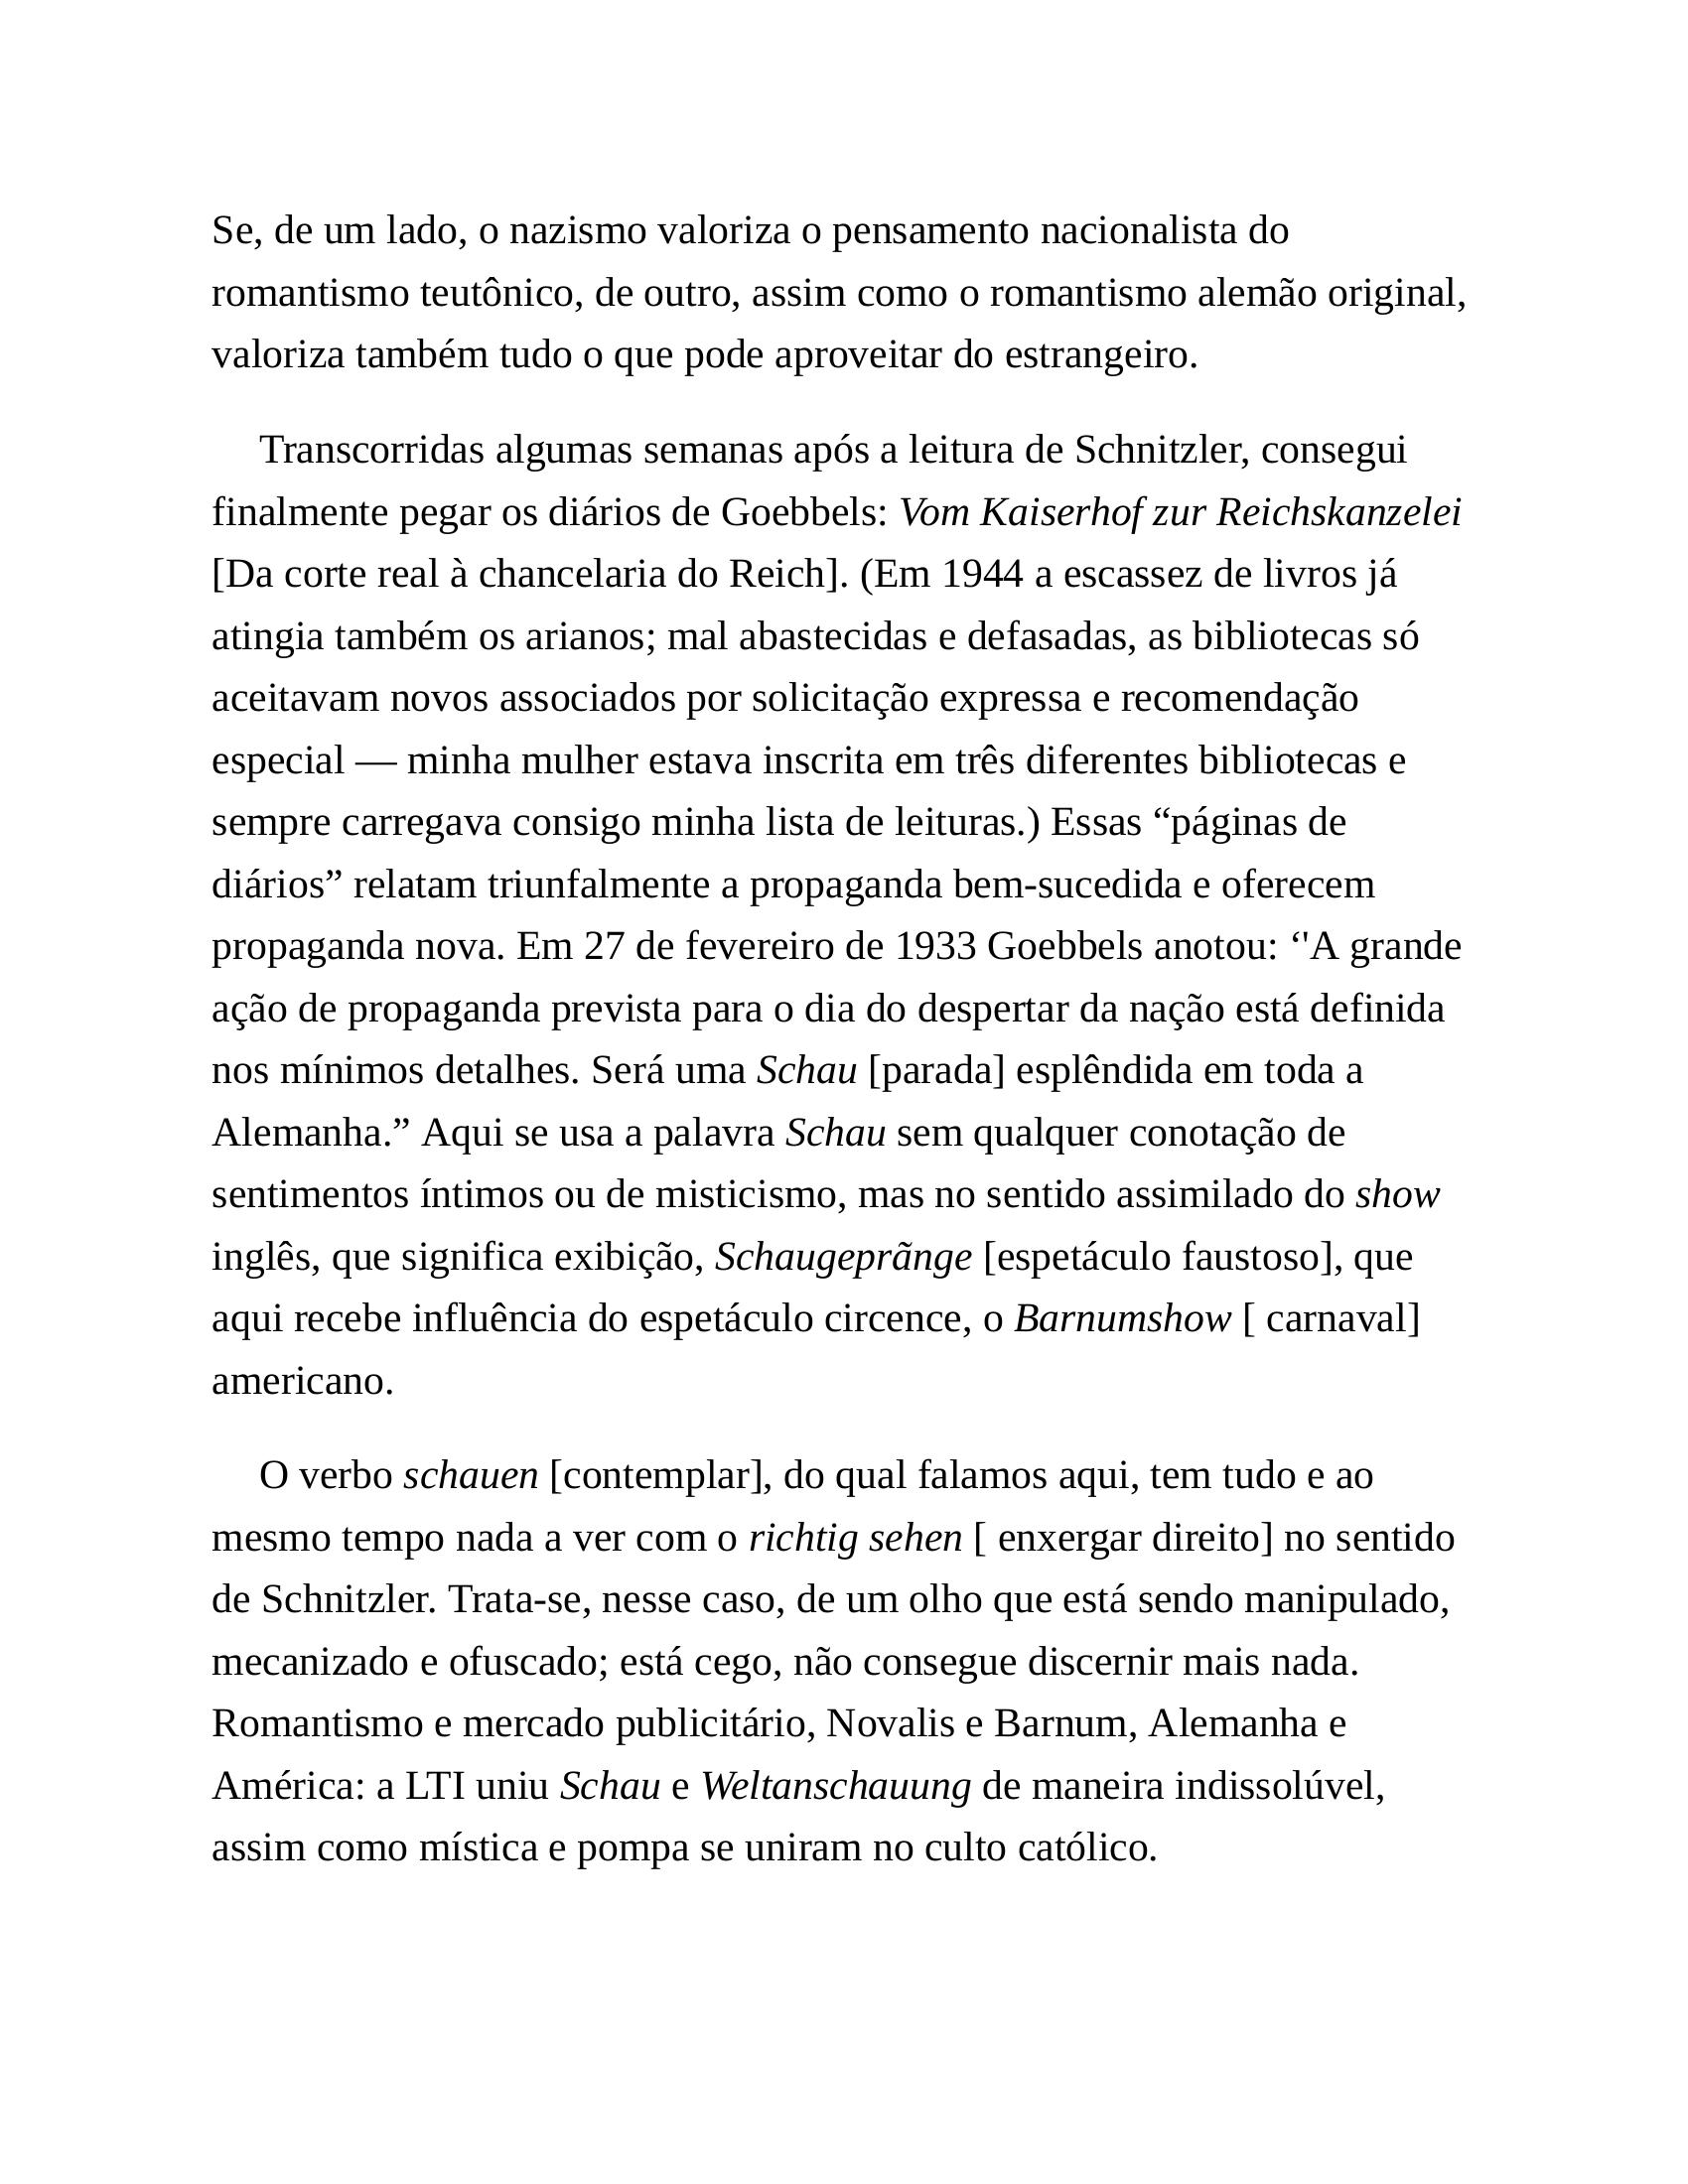 Se, de um lado, o nazismo valoriza o pensamento nacionalista do
romantismo teutônico, de outro, assim como o romantismo alemão original,
valoriza também tudo o que pode aproveitar do estrangeiro.
Transcorridas algumas semanas após a leitura de Schnitzler, consegui
finalmente pegar os diários de Goebbels: Vom Kaiserhof zur Reichskanzelei
[Da corte real à chancelaria do Reich]. (Em 1944 a escassez de livros já
atingia também os arianos; mal abastecidas e defasadas, as bibliotecas só
aceitavam novos associados por solicitação expressa e recomendação
especial — minha mulher estava inscrita em três diferentes bibliotecas e
sempre carregava consigo minha lista de leituras.) Essas “páginas de
diários” relatam triunfalmente a propaganda bem-sucedida e oferecem
propaganda nova. Em 27 de fevereiro de 1933 Goebbels anotou: ‘'A grande
ação de propaganda prevista para o dia do despertar da nação está definida
nos mínimos detalhes. Será uma Schau [parada] esplêndida em toda a
Alemanha.” Aqui se usa a palavra Schau sem qualquer conotação de
sentimentos íntimos ou de misticismo, mas no sentido assimilado do show
inglês, que significa exibição, Schaugeprãnge [espetáculo faustoso], que
aqui recebe influência do espetáculo circence, o Barnumshow [ carnaval]
americano.
O verbo schauen [contemplar], do qual falamos aqui, tem tudo e ao
mesmo tempo nada a ver com o richtig sehen [ enxergar direito] no sentido
de Schnitzler. Trata-se, nesse caso, de um olho que está sendo manipulado,
mecanizado e ofuscado; está cego, não consegue discernir mais nada.
Romantismo e mercado publicitário, Novalis e Barnum, Alemanha e
América: a LTI uniu Schau e Weltanschauung de maneira indissolúvel,
assim como mística e pompa se uniram no culto católico.